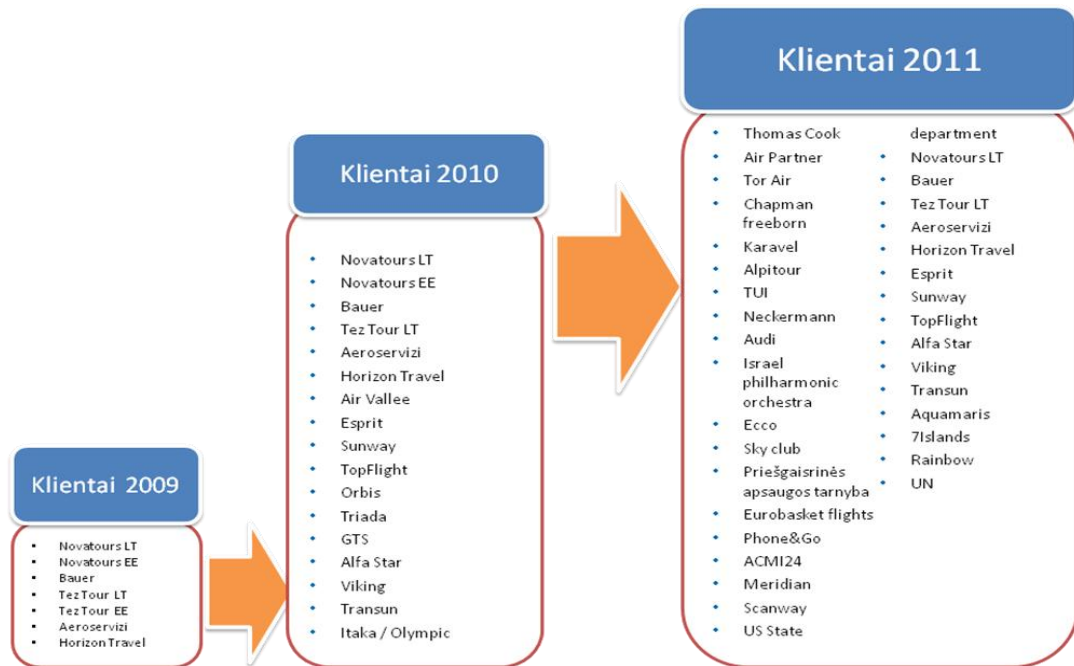 Klientai 2009
Novatours LT
Novatours EE
Bauer
Tez Tour LT
Tez Tour EE
Aeroservizi
Horizon Travel
Klientai 2010
Novatours LT
Novatours EE
Bauer
Tez Tour LT
Aeroservizi
Horizon Travel
Air Vallee
Esprit
Sunway
TopFlight
Orbis
Triada
GTS
Alfa Star
Viking
Transun
Itaka / Olympic
Klientai 2011
Thomas Cook
Air Partner
Tor Air
Chapman
freeborn
Karavel
Alpitour
TUI
Neckermann
Audi
Israel
philharmonic
orchestra
Ecco
Sky club
Priešgaisrinės
apsaugos tarnyba
Eurobasket flights
Phone&Go
ACMI24
Meridian
Scanway
US State
department
Novatours LT
Bauer
Tez Tour LT
Aeroservizi
Horizon Travel
Esprit
Sunway
TopFlight
Alfa Star
Viking
Transun
Aquamaris
7Islands
Rainbow
UN